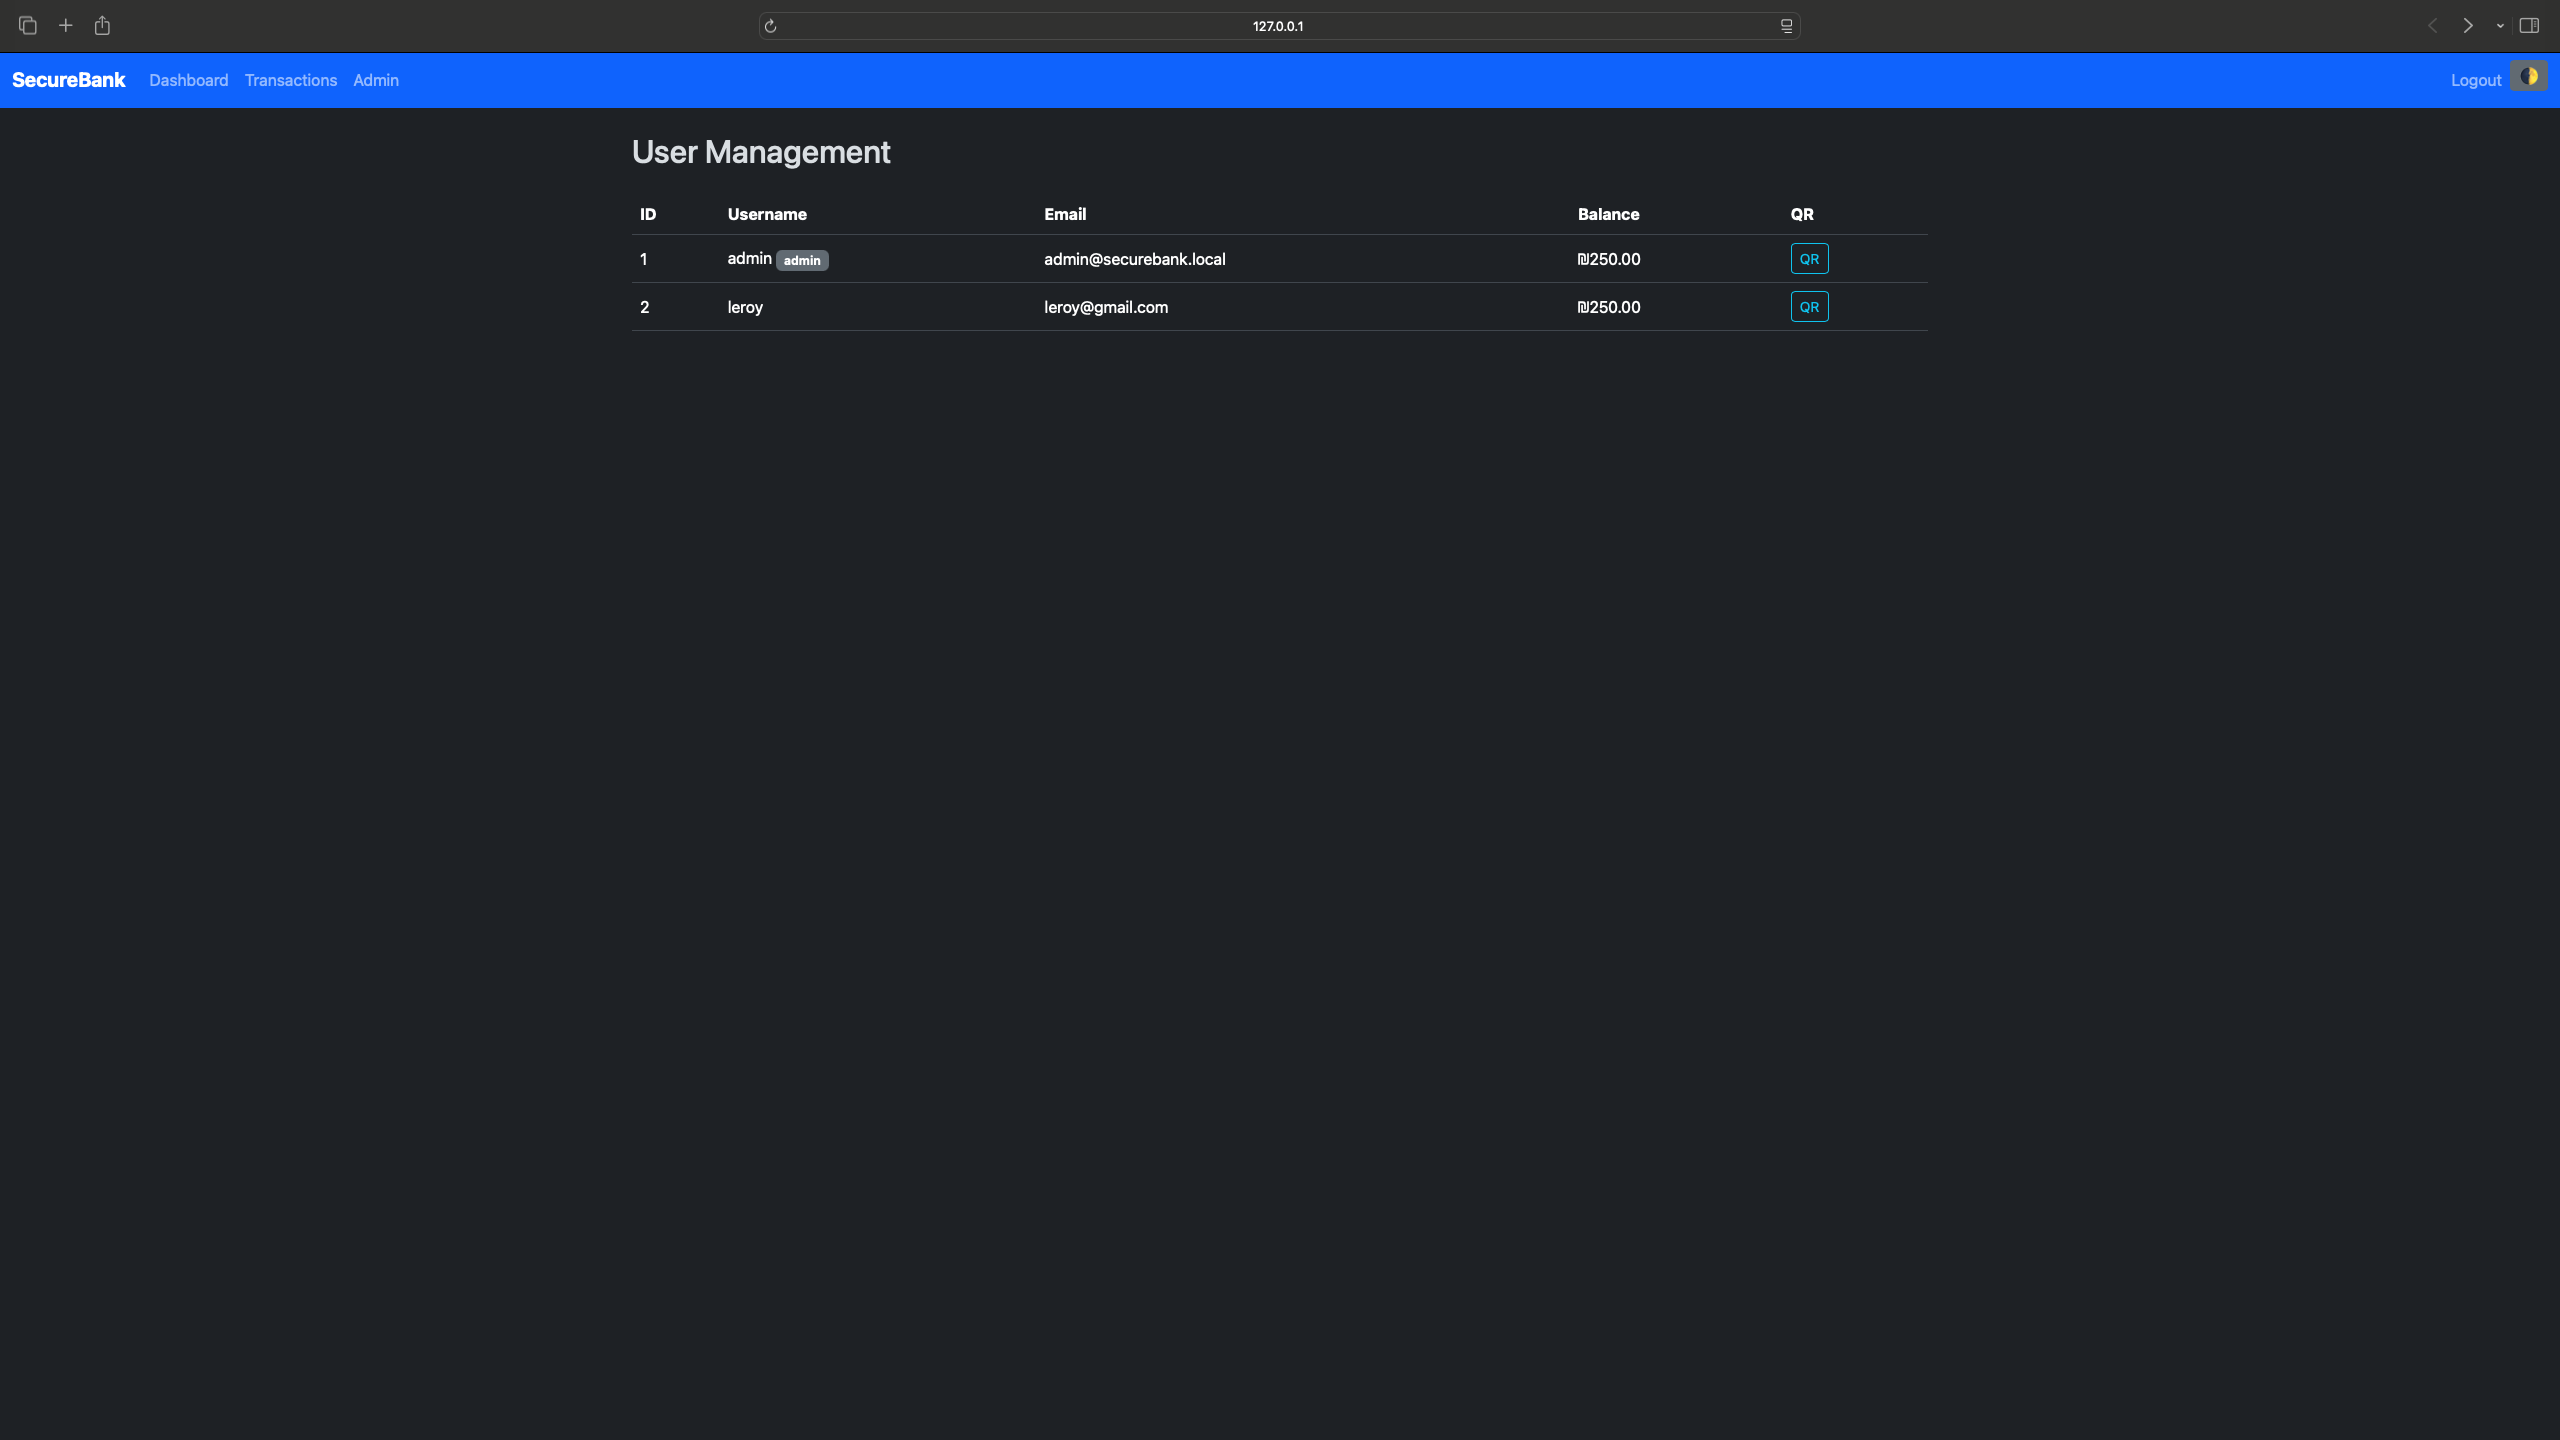 127.0.0.1
SecureBank Dashboard Transactions Admin Logout
User Management
ID Username Email Balance QR
1 admin admin admin@securebank.local ₪250.00 QR
2 leroy leroy@gmail.com ₪250.00 QR